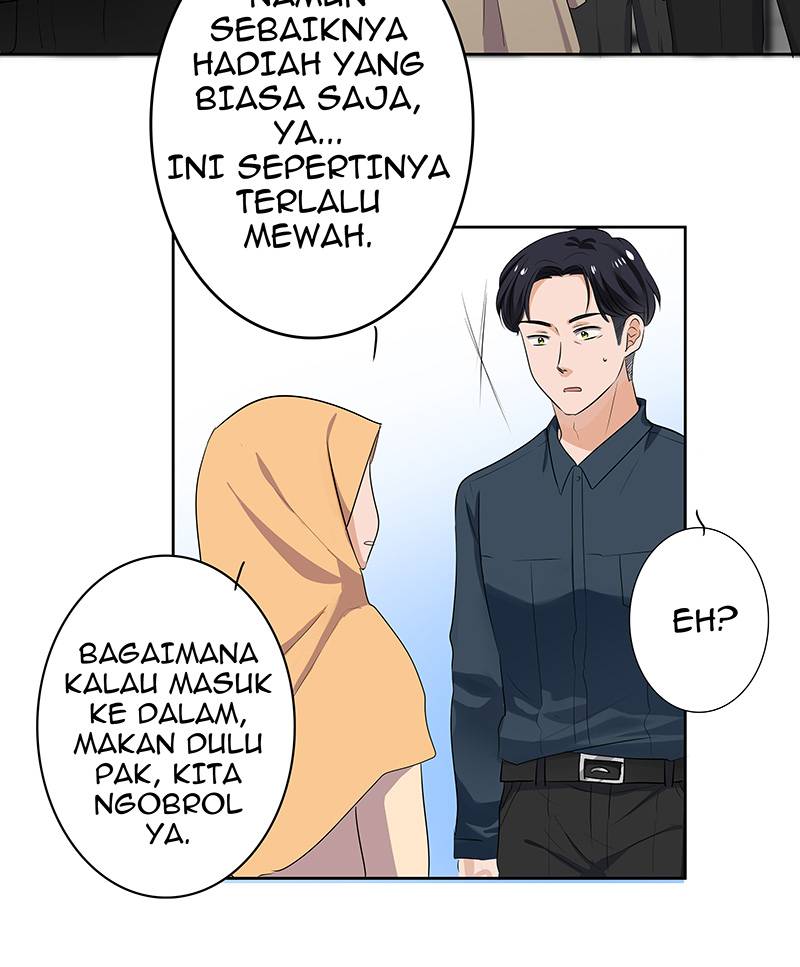 NAMUN
SEBAIKNYA
HADIAH YANG
BIASA SAJA,
YA...
INI SEPERTINYA
TERLALU
MEWAH.
EH?
BAGAIMANA
KALAU MASUK
KE DALAM,
MAKAN DULU
PAK, KITA
NGOBROL
YA.